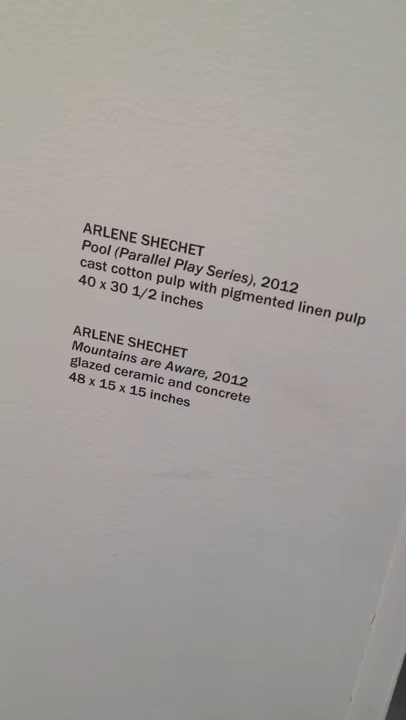 ARLENE SHECHET
Pool (Parallel Play Series), 2012
cast cotton pulp with pigmented linen pulp
40 x 30 1/2 inches
ARLENE SHECHET
Mountains are Aware, 2012
glazed ceramic and concrete
48 x 15 x 15 inches